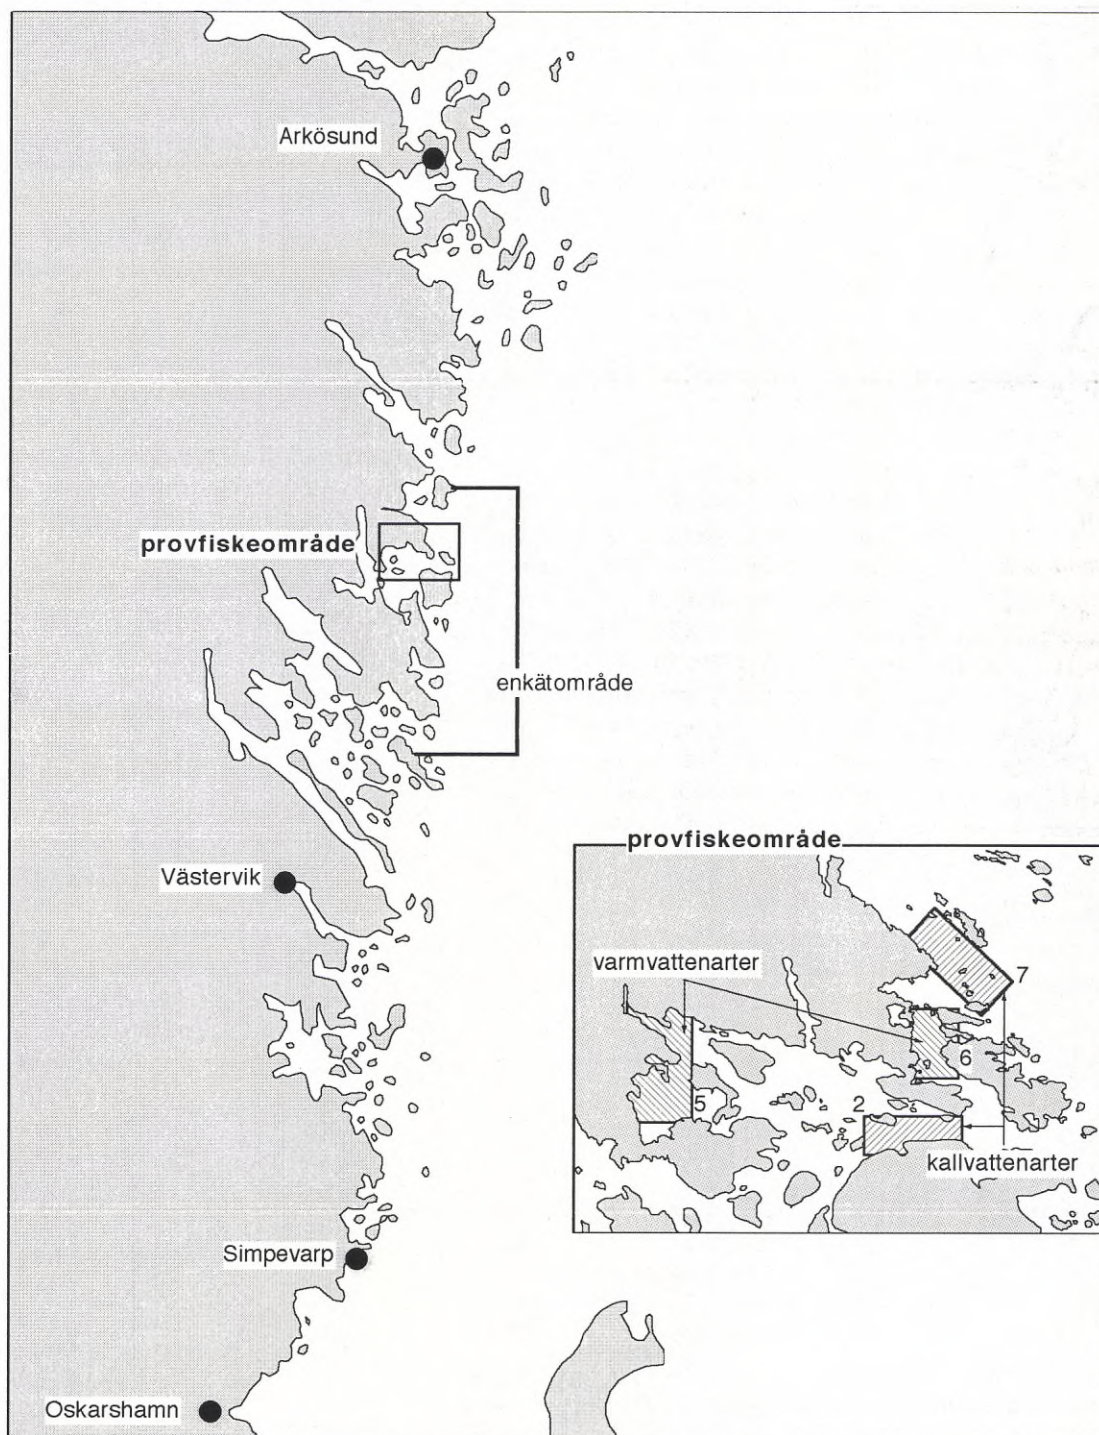 Arkösund
provfiskeområde
enkätområde
Västervik
provfiskeområde
varmvattenarter
7
6
5
2
kallvattenarter
Simpevarp
Oskarshamn